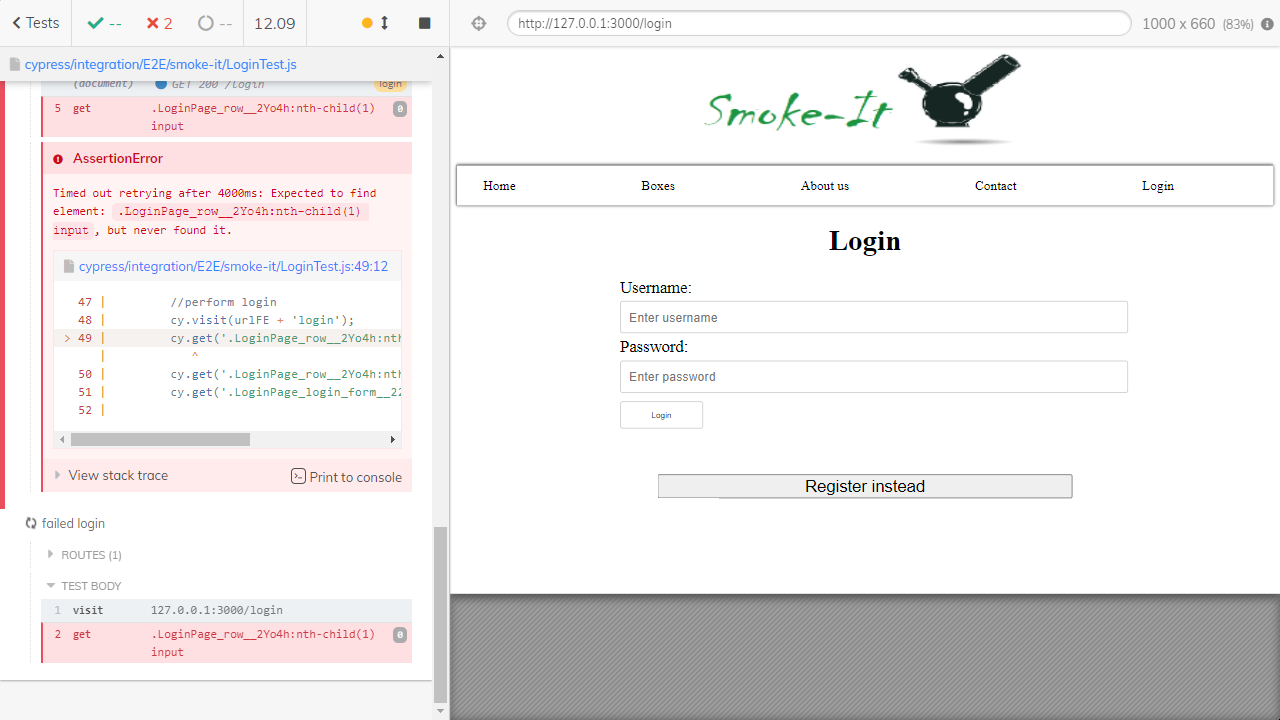 Tests
--
2
--
12.09
cypress/integration/E2E/smoke-it/LoginTest.js
(document) GET 200 /login login
5 get .LoginPage_row__2Yo4h:nth-child(1) 0
input
AssertionError
Timed out retrying after 4000ms: Expected to find
element: .LoginPage_row__2Yo4h:nth-child(1)
input, but never found it.
cypress/integration/E2E/smoke-it/LoginTest.js:49:12
47 | //perform login
48 | cy.visit(urlFE + 'login');
> 49 | cy.get('.LoginPage_row__2Yo4h:nth
| ^
50 | cy.get('.LoginPage_row__2Yo4h:nth
51 | cy.get('.LoginPage_login_form__22
52 |
View stack trace
Print to console
failed login
ROUTES (1)
TEST BODY
1 visit 127.0.0.1:3000/login
2 get .LoginPage_row__2Yo4h:nth-child(1) 0
input
http://127.0.0.1:3000/login
1000 x 660 (83%)
Smoke-It
Home Boxes About us Contact Login
Login
Username:
Enter username
Password:
Enter password
Login
Register instead